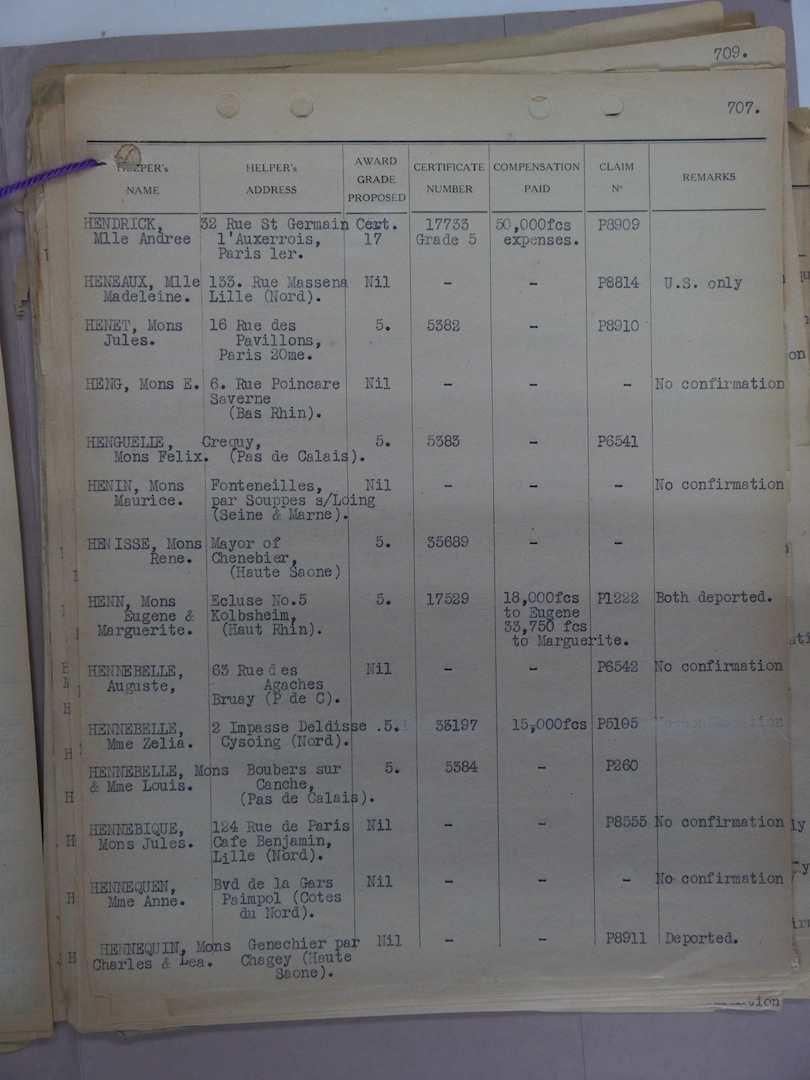 709.
707.
HELPER's NAME HELPER's ADDRESS AWARD GRADE PROPOSED CERTIFICATE NUMBER COMPENSATION PAID CLAIM Nº REMARKS
HENDRICK, 32 Rue St Germain Cert. 17733 50,000fcs P8909
Mlle Andree l'Auxerrois, 17 Grade 5 expenses.
Paris 1er.
HENEAUX, Mlle 133. Rue Massena Nil - - P8814 U.S. only
Madeleine. Lille (Nord).
HENET, Mons 16 Rue des 5. 5382 - P8910
Jules. Pavillons,
Paris 20me.
HENG, Mons E. 6. Rue Poincare Nil - - - No confirmation
Saverne
(Bas Rhin).
HENGUELIE, Crequy, 5. 5383 - P6541
Mons Felix. (Pas de Calais).
HENIN, Mons Fonteneilles, Nil - - - No confirmation
Maurice. par Souppes s/Loing
(Seine & Marne).
HENISSE, Mons Mayor of 5. 35689 - -
Rene. Chenebier,
(Haute Saone)
HENN, Mons Ecluse No.5 5. 17529 18,000fcs P1222 Both deported.
Eugene & Kolbsheim, to Eugene
Marguerite. (Haut Rhin). 33,750 fcs
to Marguerite.
HENNEBELLE, 63 Rue des Nil - - P6542 No confirmation
Auguste, Agaches
Bruay (P de C).
HENNEBELLE, 2 Impasse Deldisse .5. 33197 15,000fcs P5105
Mme Zelia. Cysoing (Nord).
HENNEBELLE, Mons Boubers sur 5. 5384 - P260
& Mme Louis. Canche,
(Pas de Calais).
HENNEBIQUE, 124 Rue de Paris Nil - - P8555 No confirmation
Mons Jules. Cafe Benjamin,
Lille (Nord).
HENNEQUEN, Bvd de la Gars Nil - - - No confirmation
Mme Anne. Paimpol (Cotes
du Nord).
HENNEQUIN, Mons Genechier par Nil - - P8911 Deported.
Charles & Lea. Chagey (Haute
Saone).